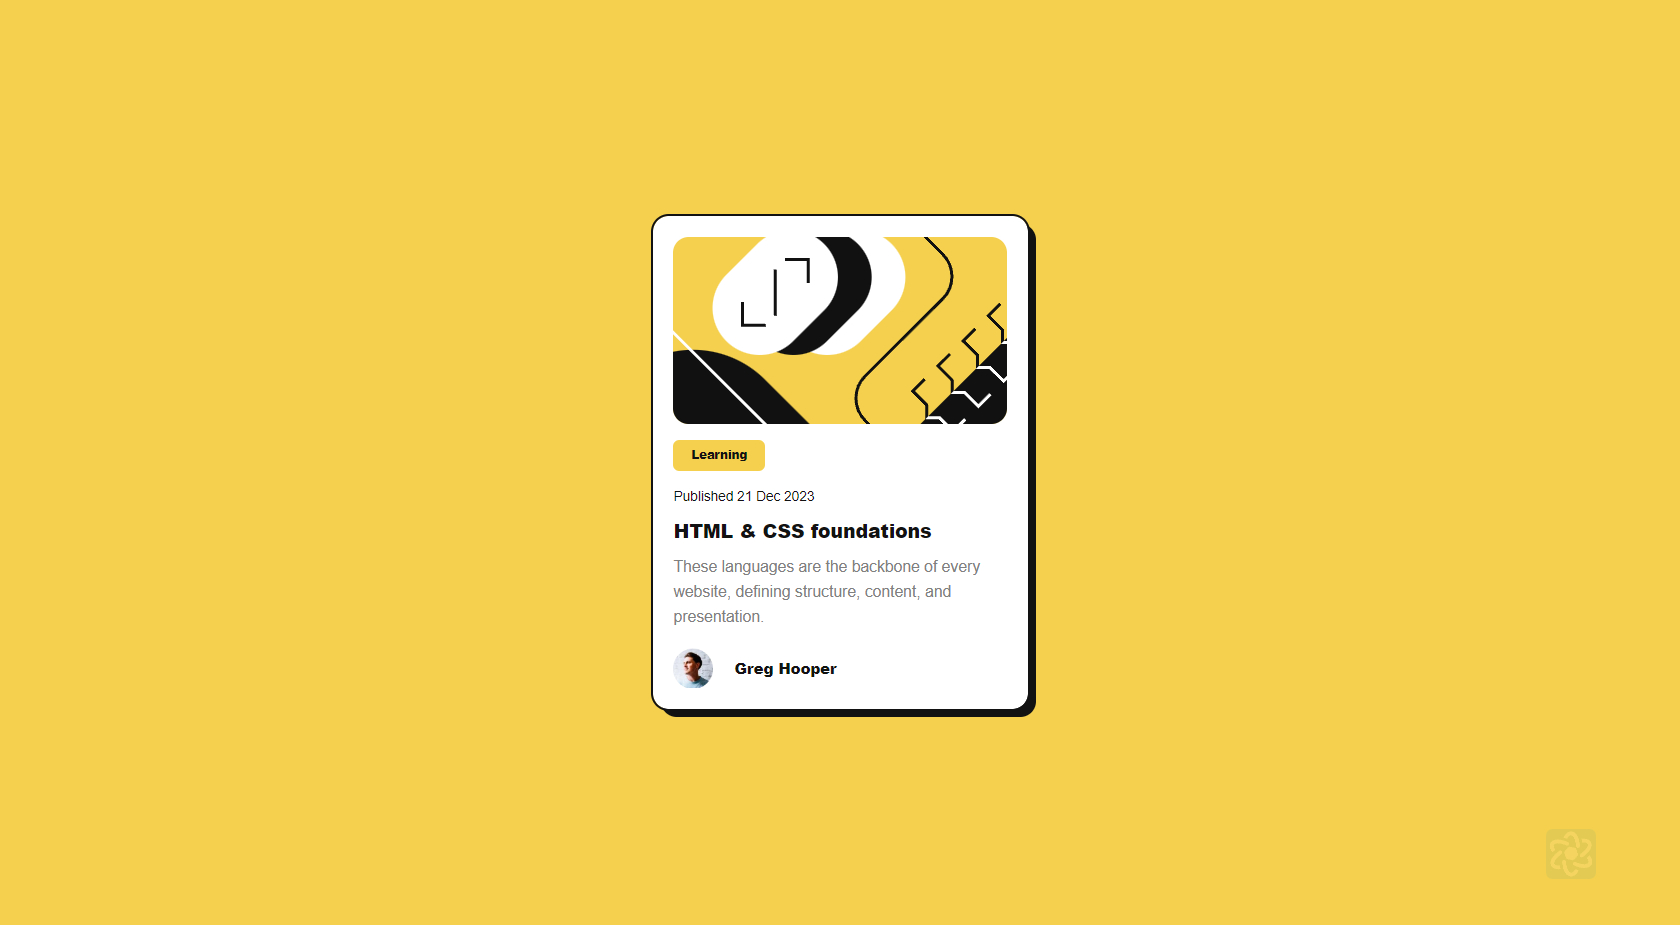 Learning
Published 21 Dec 2023
HTML & CSS foundations
These languages are the backbone of every
website, defining structure, content, and
presentation.
Greg Hooper